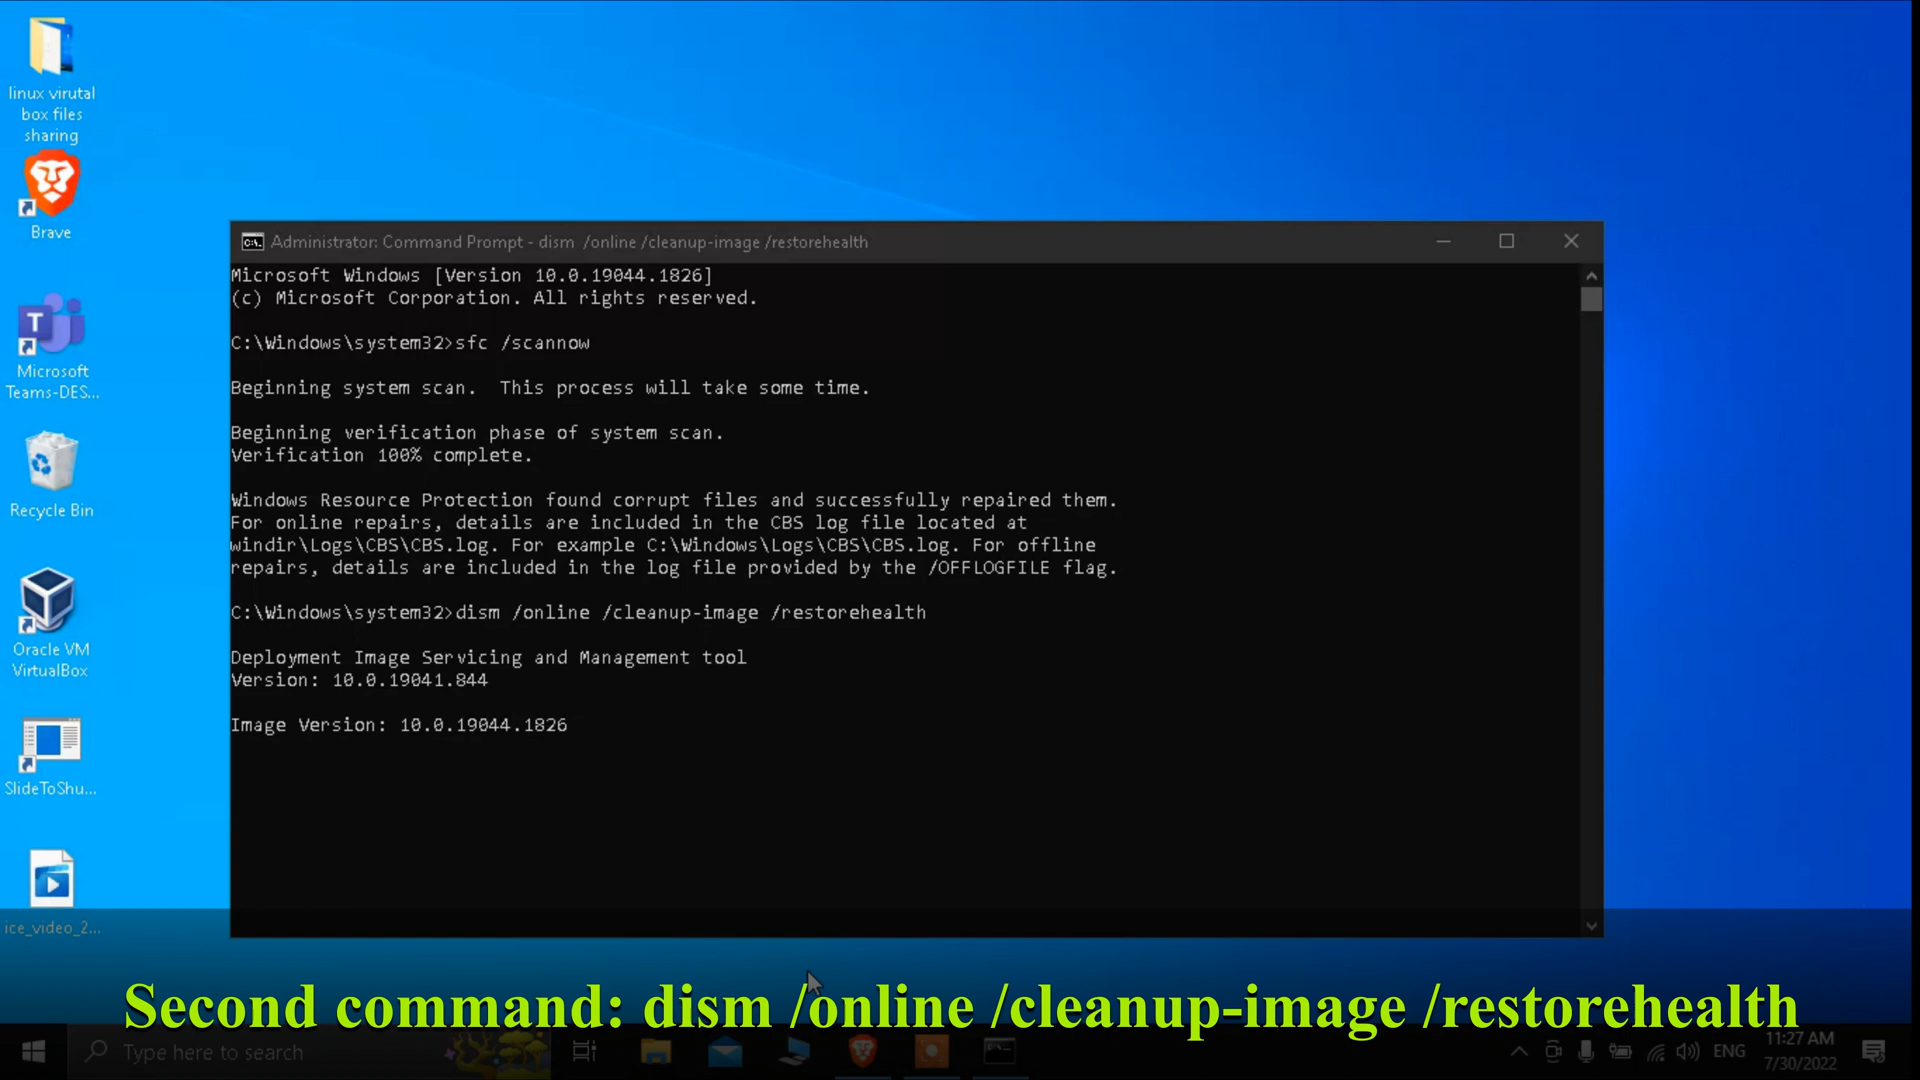 linux virutal
box files
sharing
Brave
Microsoft
Teams-DES...
Recycle Bin
Oracle VM
VirtualBox
SlideToShu...
ice_video_2...
Administrator: Command Prompt - dism  /online /cleanup-image /restorehealth
Microsoft Windows [Version 10.0.19044.1826]
(c) Microsoft Corporation. All rights reserved.
C:\Windows\system32>sfc /scannow
Beginning system scan.  This process will take some time.
Beginning verification phase of system scan.
Verification 100% complete.
Windows Resource Protection found corrupt files and successfully repaired them.
For online repairs, details are included in the CBS log file located at
windir\Logs\CBS\CBS.log. For example C:\Windows\Logs\CBS\CBS.log. For offline
repairs, details are included in the log file provided by the /OFFLOGFILE flag.
C:\Windows\system32>dism /online /cleanup-image /restorehealth
Deployment Image Servicing and Management tool
Version: 10.0.19041.844
Image Version: 10.0.19044.1826
Second command: dism /online /cleanup-image /restorehealth
Type here to search
ENG
11:27 AM
7/30/2022